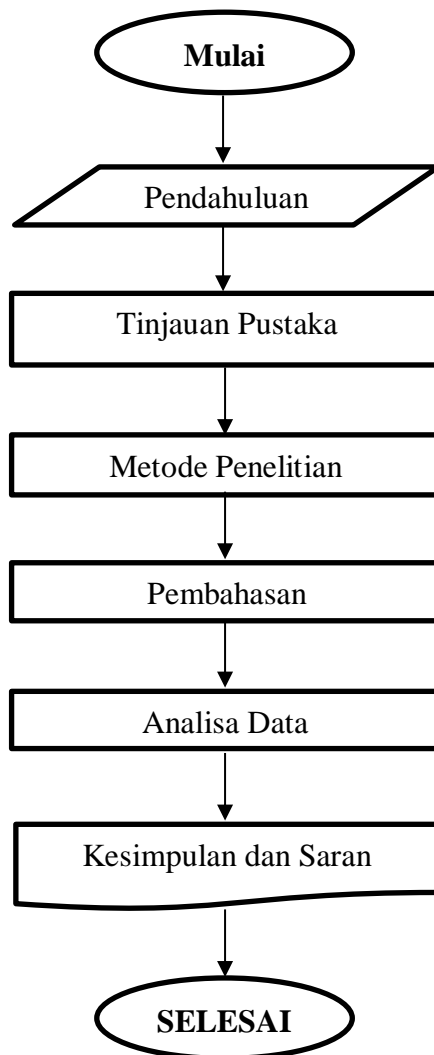 Mulai
Pendahuluan
Tinjauan Pustaka
Metode Penelitian
Pembahasan
Analisa Data
Kesimpulan dan Saran
SELESAI